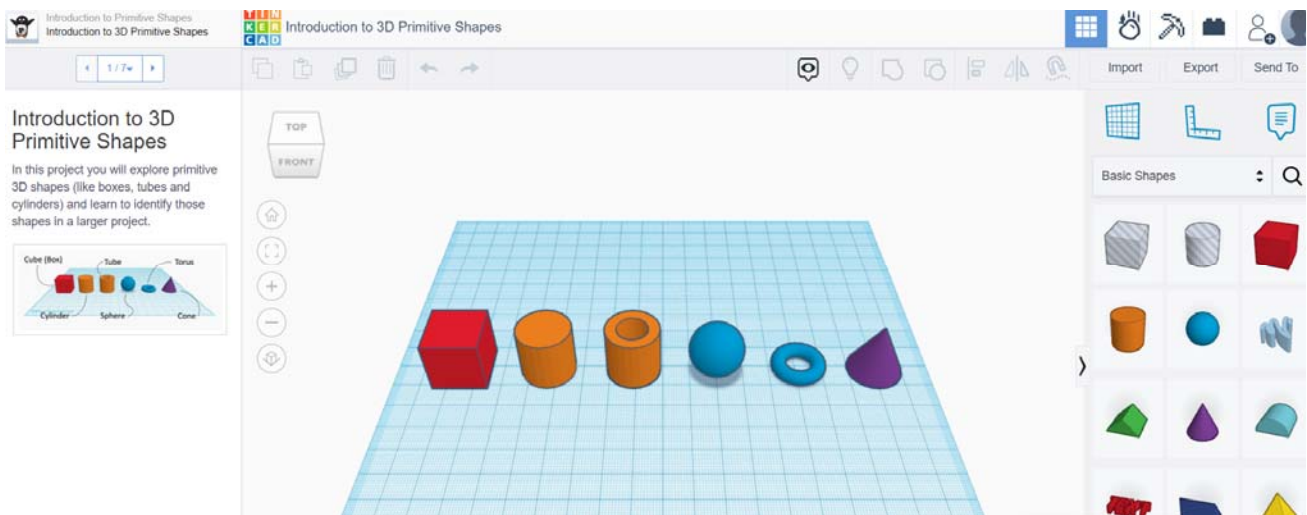 Introduction to Primitive Shapes
Introduction to 3D Primitive Shapes
1/7
TIN
KER
CAD
Introduction to 3D Primitive Shapes
Import
Export
Send To
Introduction to 3D
Primitive Shapes
In this project you will explore primitive
3D shapes (like boxes, tubes and
cylinders) and learn to identify those
shapes in a larger project.
Cube (Box)
Tube
Torus
Cylinder
Sphere
Cone
TOP
FRONT
Basic Shapes